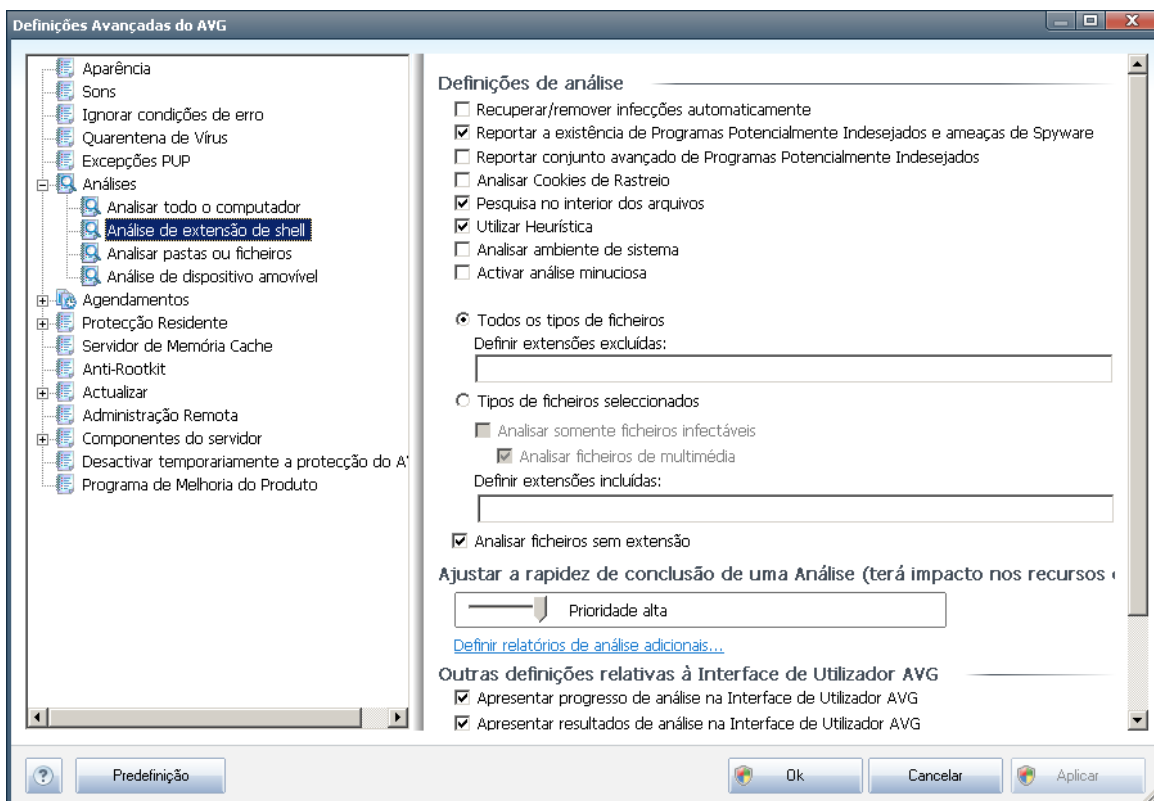 Definições Avançadas do AVG
Aparência
Sons
Ignorar condições de erro
Quarentena de Vírus
Excepções PUP
Análises
Analisar todo o computador
Análise de extensão de shell
Analisar pastas ou ficheiros
Análise de dispositivo amovível
Agendamentos
Protecção Residente
Servidor de Memória Cache
Anti-Rootkit
Actualizar
Administração Remota
Componentes do servidor
Desactivar temporariamente a protecção do
Programa de Melhoria do Produto
Definições de análise
Recuperar/remover infecções automaticamente
Reportar a existência de Programas Potencialmente Indesejados e ameaças de Spyware
Reportar conjunto avançado de Programas Potencialmente Indesejados
Analisar Cookies de Rastreio
Pesquisa no interior dos arquivos
Utilizar Heurística
Analisar ambiente de sistema
Activar análise minuciosa
Todos os tipos de ficheiros
Definir extensões excluídas:
Tipos de ficheiros seleccionados
Analisar somente ficheiros infectáveis
Analisar ficheiros de multimédia
Definir extensões incluídas:
Analisar ficheiros sem extensão
Ajustar a rapidez de conclusão de uma Análise (terá impacto nos recursos
Prioridade alta
Definir relatórios de análise adicionais...
Outras definições relativas à Interface de Utilizador AVG
Apresentar progresso de análise na Interface de Utilizador AVG
Apresentar resultados de análise na Interface de Utilizador AVG
? Predefinição Ok Cancelar Aplicar